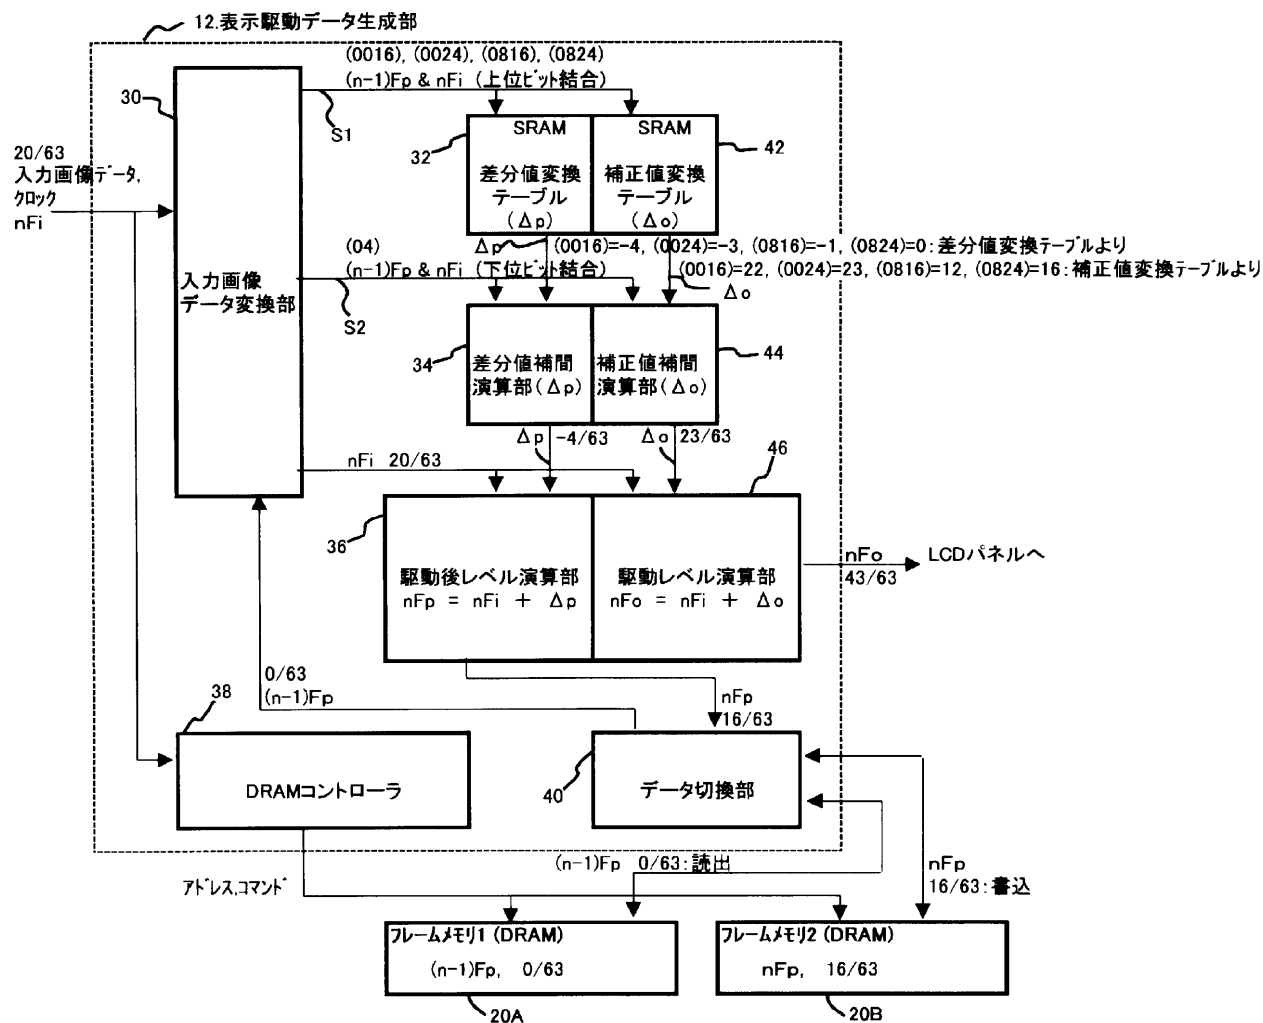 12.表示駆動データ生成部
(0016), (0024), (0816), (0824)
(n-1)Fp & nFi (上位ビット結合)
30
S1
20/63
入力画像データ,
クロック
nFi
32
SRAM
差分値変換
テーブル
(Δp)
SRAM
補正値変換
テーブル
(Δo)
42
(04)
Δp
(0016)=-4, (0024)=-3, (0816)=-1, (0824)=0:差分値変換テーブルより
(n-1)Fp & nFi (下位ビット結合)
(0016)=22, (0024)=23, (0816)=12, (0824)=16:補正値変換テーブルより
Δo
入力画像
データ変換部
S2
34
差分値補間
演算部(Δp)
補正値補間
演算部(Δo)
44
Δp -4/63
Δo 23/63
nFi 20/63
46
36
駆動後レベル演算部
nFp = nFi + Δp
駆動レベル演算部
nFo = nFi + Δo
nFo
43/63
LCDパネルへ
0/63
(n-1)Fp
38
nFp
16/63
DRAMコントローラ
40
データ切換部
(n-1)Fp 0/63:読出
nFp
16/63:書込
アドレス,コマンド
フレームメモリ1 (DRAM)
(n-1)Fp, 0/63
フレームメモリ2 (DRAM)
nFp, 16/63
20A
20B